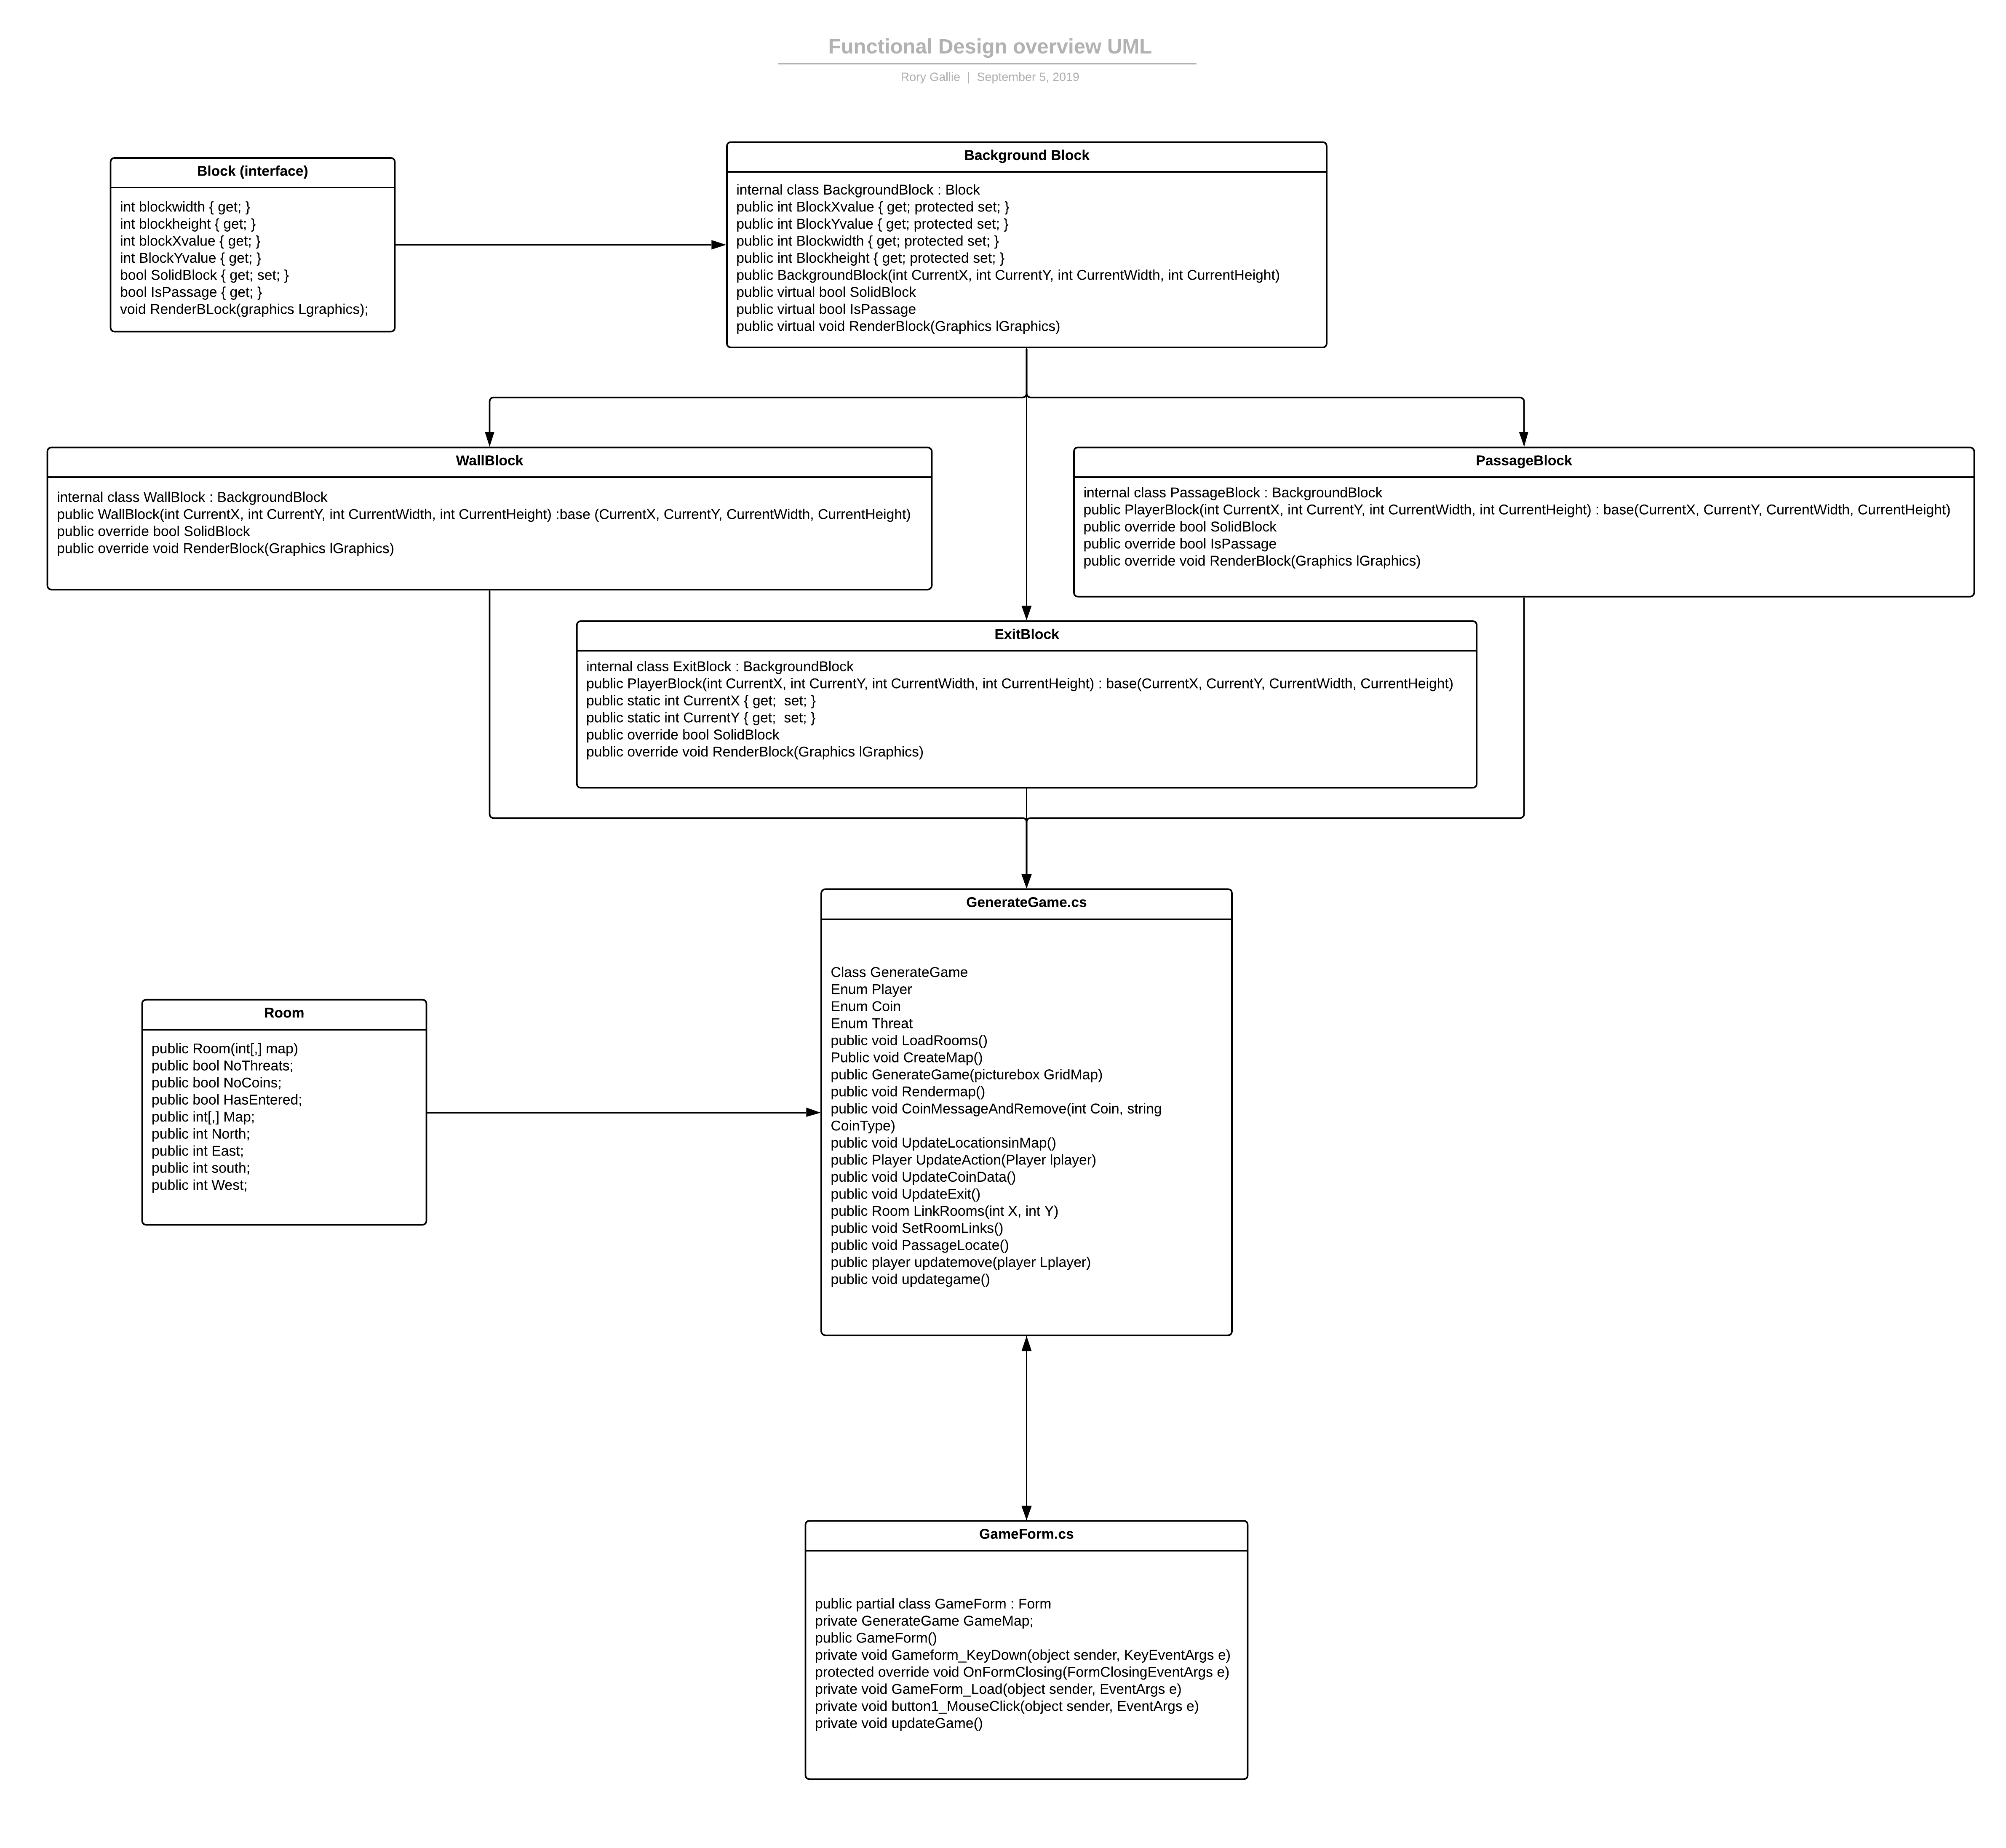 Functional Design overview UML
Rory Gallie | September 5, 2019
Block (interface)
int blockwidth { get; }
int blockheight { get; }
int blockXvalue { get; }
int BlockYvalue { get; }
bool SolidBlock { get; set; }
bool IsPassage { get; }
void RenderBLock(graphics Lgraphics);
Background Block
internal class BackgroundBlock : Block
public int BlockXvalue { get; protected set; }
public int BlockYvalue { get; protected set; }
public int Blockwidth { get; protected set; }
public int Blockheight { get; protected set; }
public BackgroundBlock(int CurrentX, int CurrentY, int CurrentWidth, int CurrentHeight)
public virtual bool SolidBlock
public virtual bool IsPassage
public virtual void RenderBlock(Graphics lGraphics)
WallBlock
internal class WallBlock : BackgroundBlock
public WallBlock(int CurrentX, int CurrentY, int CurrentWidth, int CurrentHeight) :base (CurrentX, CurrentY, CurrentWidth, CurrentHeight)
public override bool SolidBlock
public override void RenderBlock(Graphics lGraphics)
PassageBlock
internal class PassageBlock : BackgroundBlock
public PlayerBlock(int CurrentX, int CurrentY, int CurrentWidth, int CurrentHeight) : base(CurrentX, CurrentY, CurrentWidth, CurrentHeight)
public override bool SolidBlock
public override bool IsPassage
public override void RenderBlock(Graphics lGraphics)
ExitBlock
internal class ExitBlock : BackgroundBlock
public PlayerBlock(int CurrentX, int CurrentY, int CurrentWidth, int CurrentHeight) : base(CurrentX, CurrentY, CurrentWidth, CurrentHeight)
public static int CurrentX { get;  set; }
public static int CurrentY { get;  set; }
public override bool SolidBlock
public override void RenderBlock(Graphics lGraphics)
GenerateGame.cs
Class GenerateGame
Enum Player
Enum Coin
Enum Threat
public void LoadRooms()
Public void CreateMap()
public GenerateGame(picturebox GridMap)
public void Rendermap()
public void CoinMessageAndRemove(int Coin, string
CoinType)
public void UpdateLocationsinMap()
public Player UpdateAction(Player lplayer)
public void UpdateCoinData()
public void UpdateExit()
public Room LinkRooms(int X, int Y)
public void SetRoomLinks()
public void PassageLocate()
public player updatemove(player Lplayer)
public void updategame()
Room
public Room(int[,] map)
public bool NoThreats;
public bool NoCoins;
public bool HasEntered;
public int[,] Map;
public int North;
public int East;
public int south;
public int West;
GameForm.cs
public partial class GameForm : Form
private GenerateGame GameMap;
public GameForm()
private void Gameform_KeyDown(object sender, KeyEventArgs e)
protected override void OnFormClosing(FormClosingEventArgs e)
private void GameForm_Load(object sender, EventArgs e)
private void button1_MouseClick(object sender, EventArgs e)
private void updateGame()